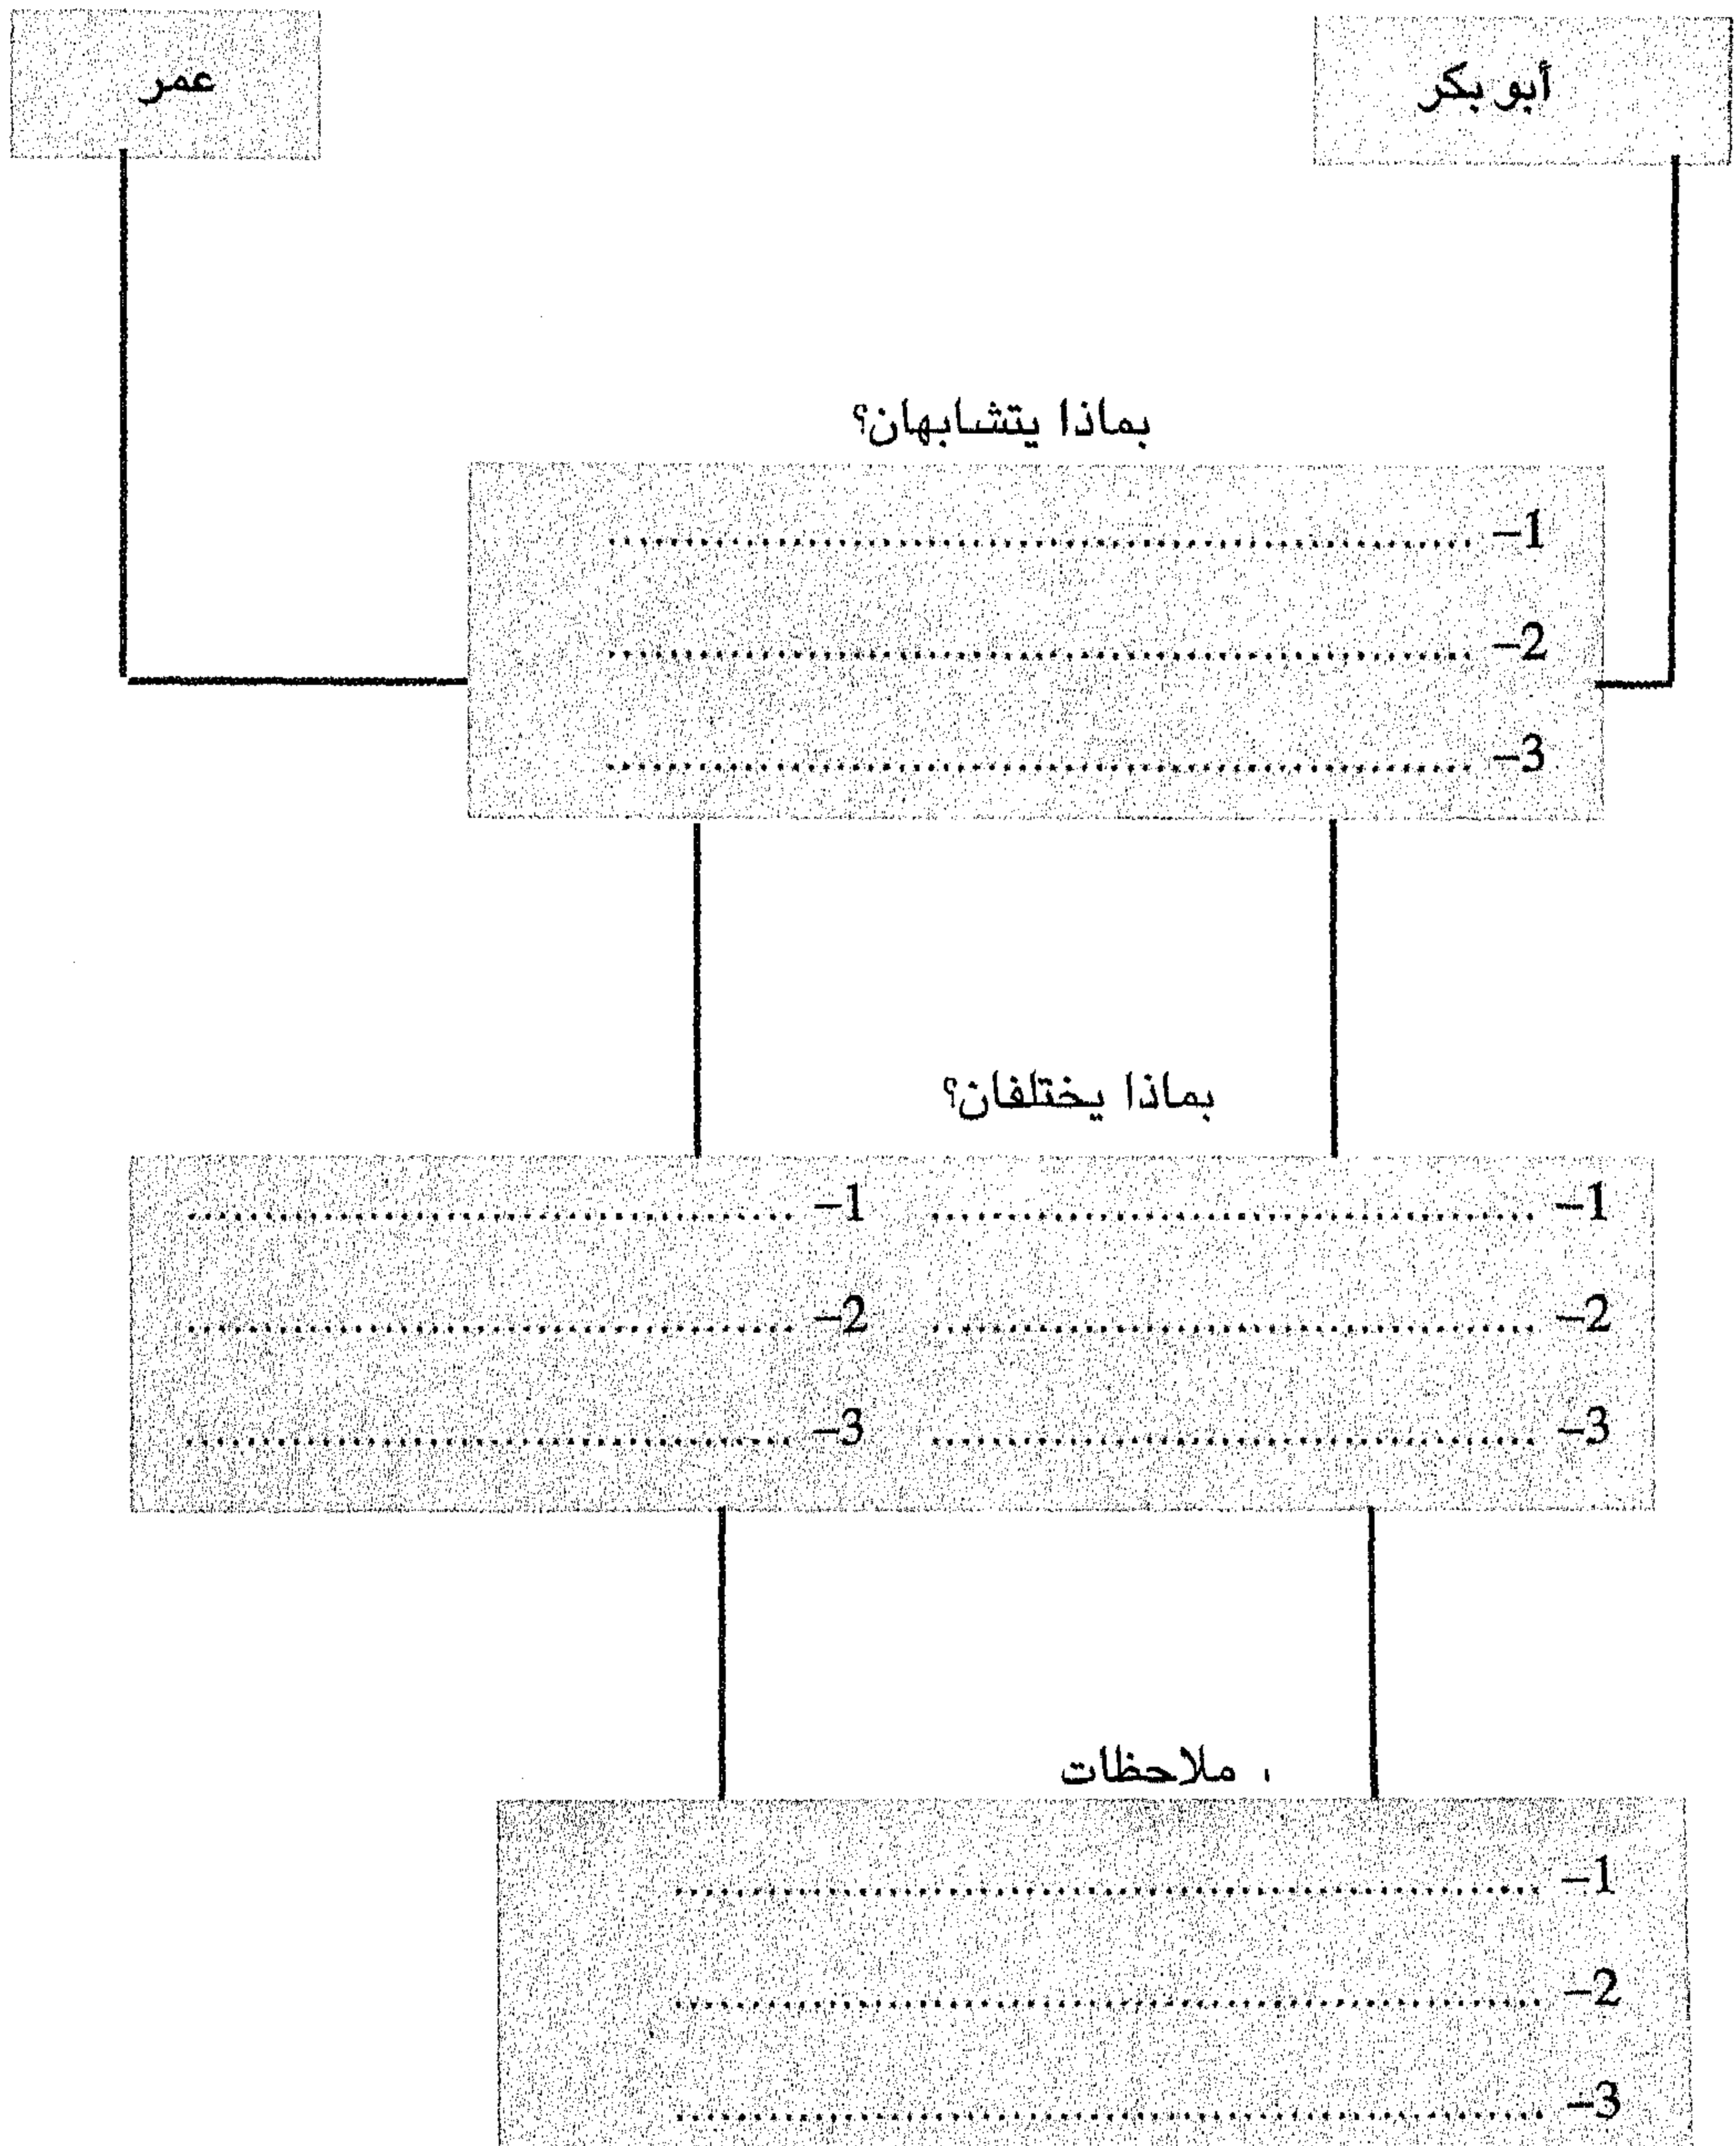 أبو بكر
عمر
بماذا يتشابهان؟
1– ..........................................................
2– ..........................................................
3– ..........................................................
بماذا يختلفان؟
1– ........................................ 1– ........................................
2– ........................................ 2– ........................................
3– ........................................ 3– ........................................
ملاحظات
1– ..........................................................
2– ..........................................................
3– ..........................................................